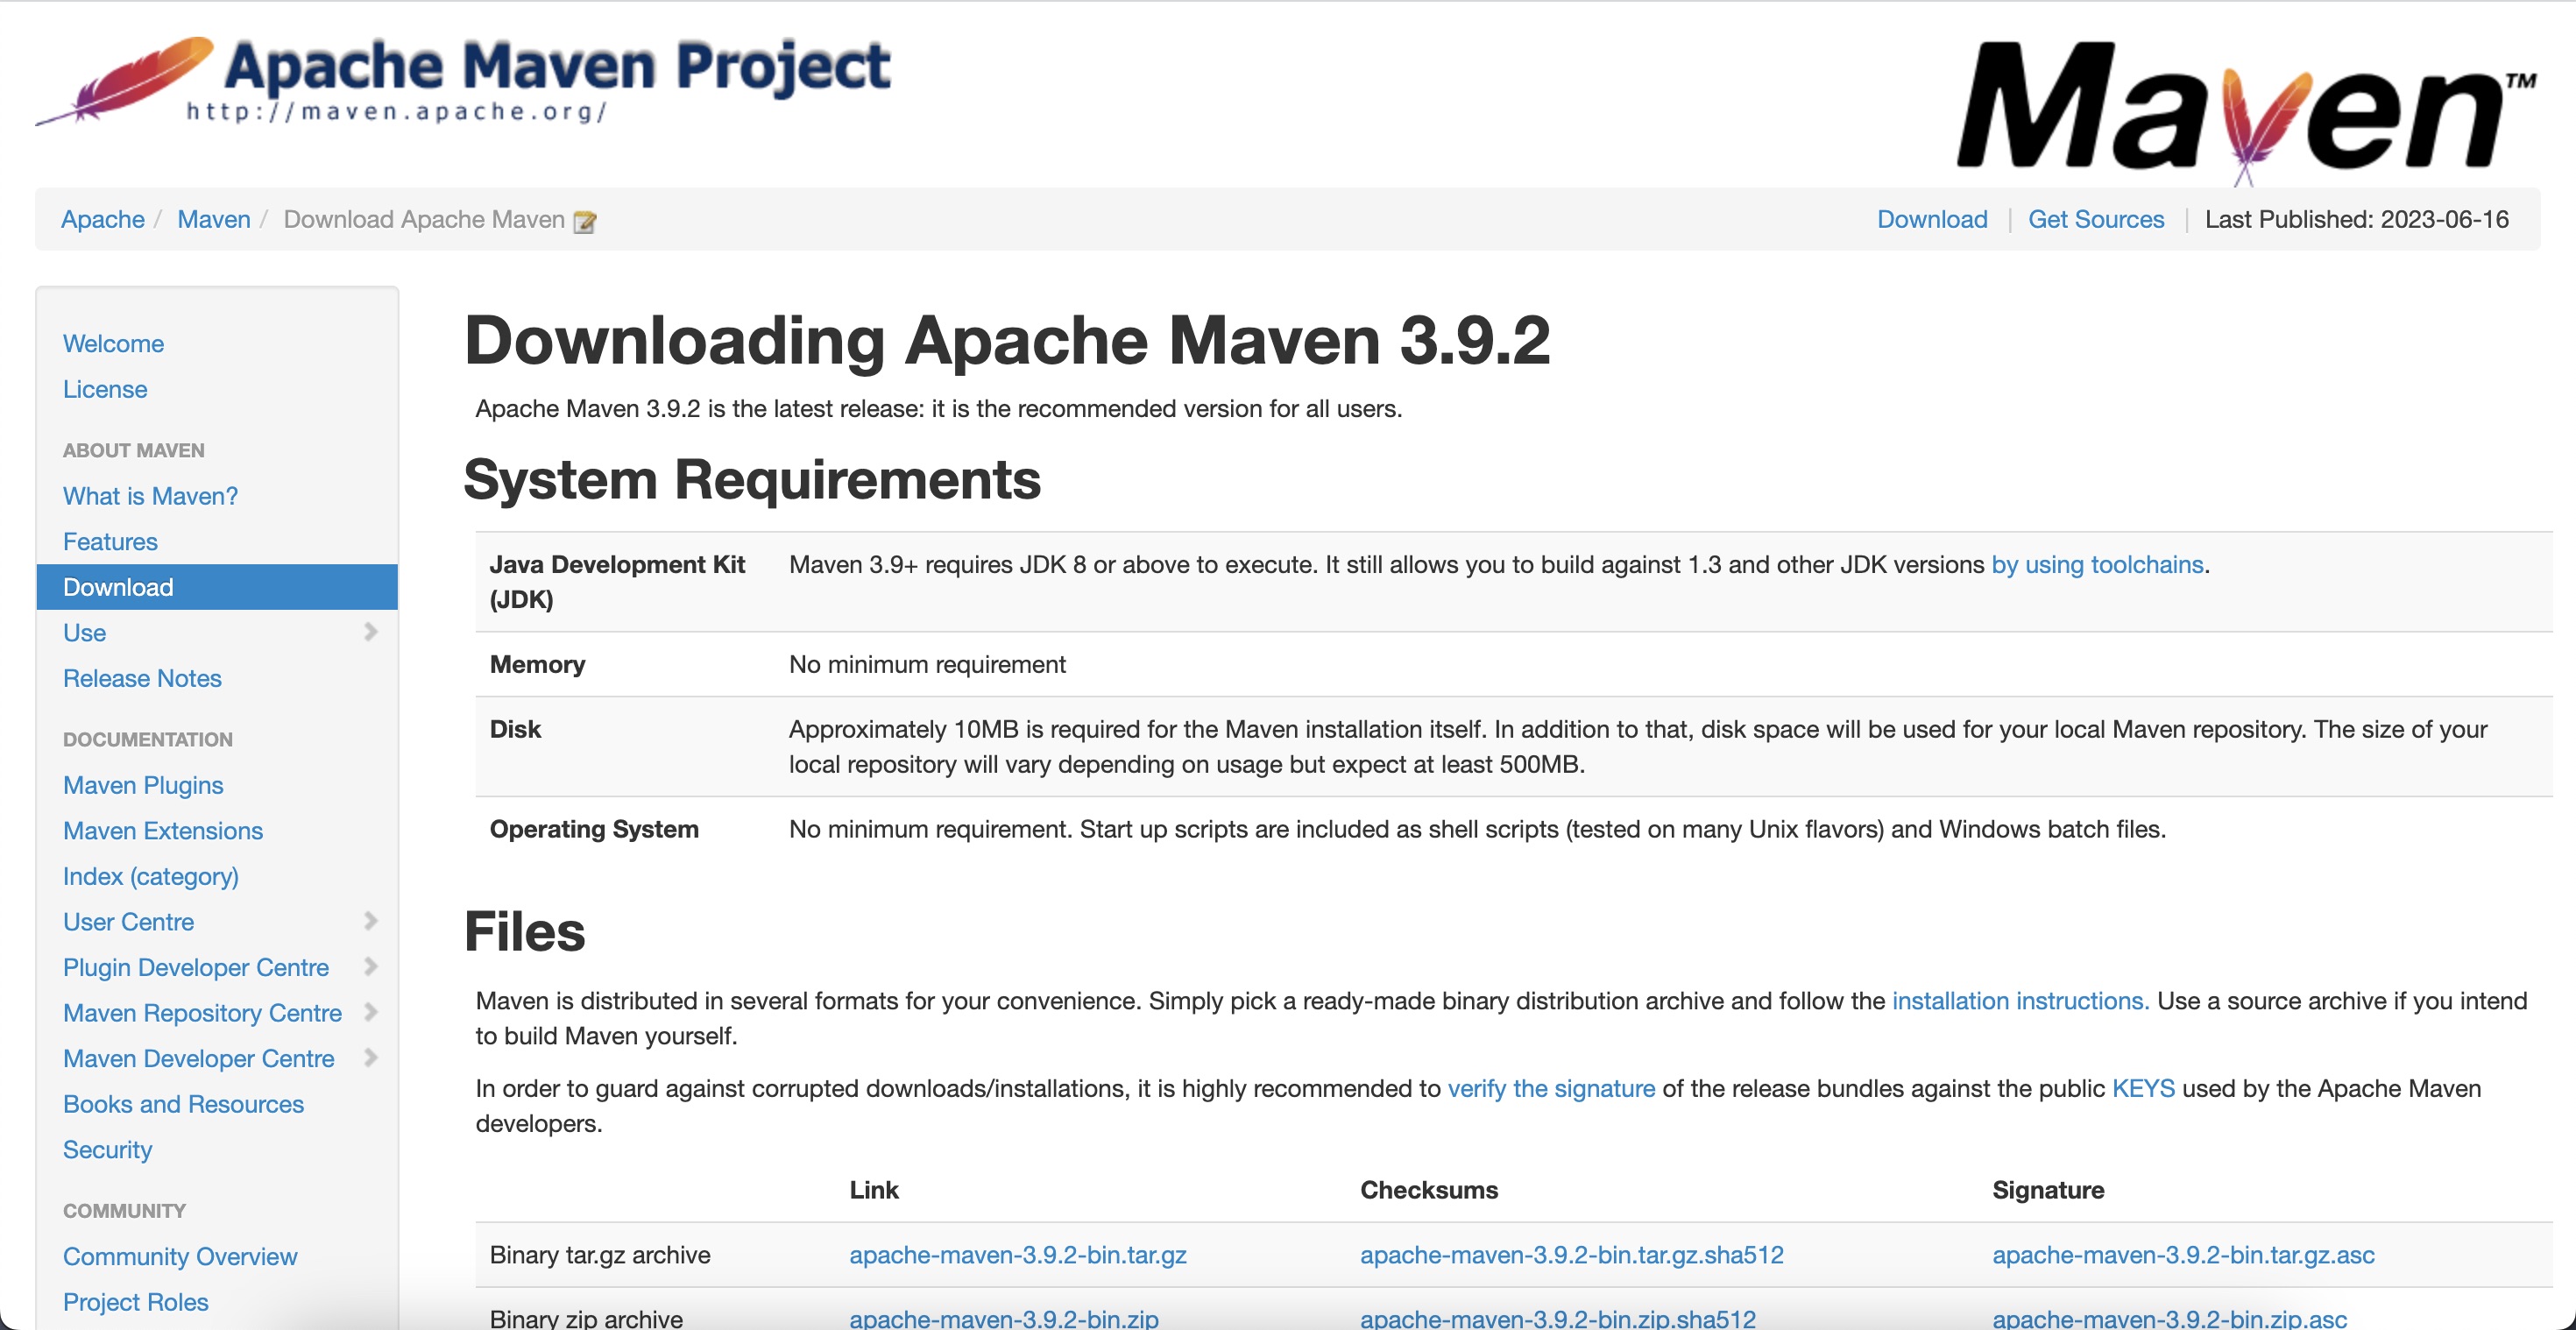 Apache Maven Project
http://maven.apache.org/
Maven™
Apache / Maven / Download Apache Maven
Download | Get Sources | Last Published: 2023-06-16
Welcome
License
ABOUT MAVEN
What is Maven?
Features
Download
Use
Release Notes
DOCUMENTATION
Maven Plugins
Maven Extensions
Index (category)
User Centre
Plugin Developer Centre
Maven Repository Centre
Maven Developer Centre
Books and Resources
Security
COMMUNITY
Community Overview
Project Roles
Downloading Apache Maven 3.9.2
Apache Maven 3.9.2 is the latest release: it is the recommended version for all users.
System Requirements
Java Development Kit (JDK) Maven 3.9+ requires JDK 8 or above to execute. It still allows you to build against 1.3 and other JDK versions by using toolchains.
Memory No minimum requirement
Disk Approximately 10MB is required for the Maven installation itself. In addition to that, disk space will be used for your local Maven repository. The size of your
local repository will vary depending on usage but expect at least 500MB.
Operating System No minimum requirement. Start up scripts are included as shell scripts (tested on many Unix flavors) and Windows batch files.
Files
Maven is distributed in several formats for your convenience. Simply pick a ready-made binary distribution archive and follow the installation instructions. Use a source archive if you intend
to build Maven yourself.
In order to guard against corrupted downloads/installations, it is highly recommended to verify the signature of the release bundles against the public KEYS used by the Apache Maven
developers.
Link Checksums Signature
Binary tar.gz archive apache-maven-3.9.2-bin.tar.gz apache-maven-3.9.2-bin.tar.gz.sha512 apache-maven-3.9.2-bin.tar.gz.asc
Binary zip archive apache-maven-3.9.2-bin.zip apache-maven-3.9.2-bin.zip.sha512 apache-maven-3.9.2-bin.zip.asc